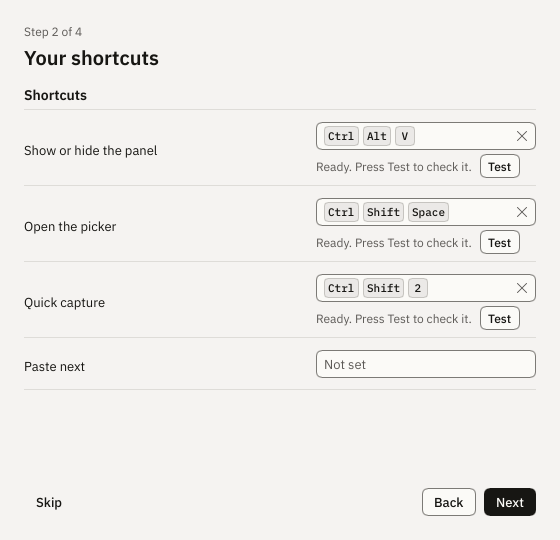 Step 2 of 4
Your shortcuts
Shortcuts
Show or hide the panel
Ctrl Alt V
Ready. Press Test to check it. Test
Open the picker
Ctrl Shift Space
Ready. Press Test to check it. Test
Quick capture
Ctrl Shift 2
Ready. Press Test to check it. Test
Paste next
Not set
Skip Back Next